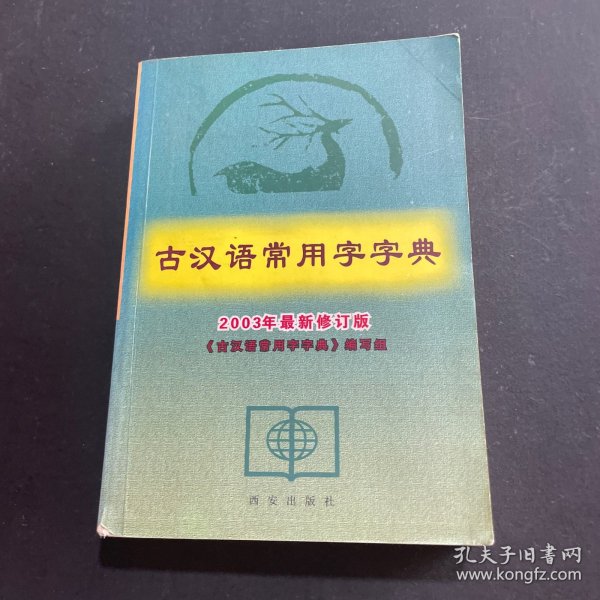 古汉语常用字字典
2003年最新修订版
《古汉语常用字字典》编写组
西安出版社
孔夫子旧书网
www.kongfz.com